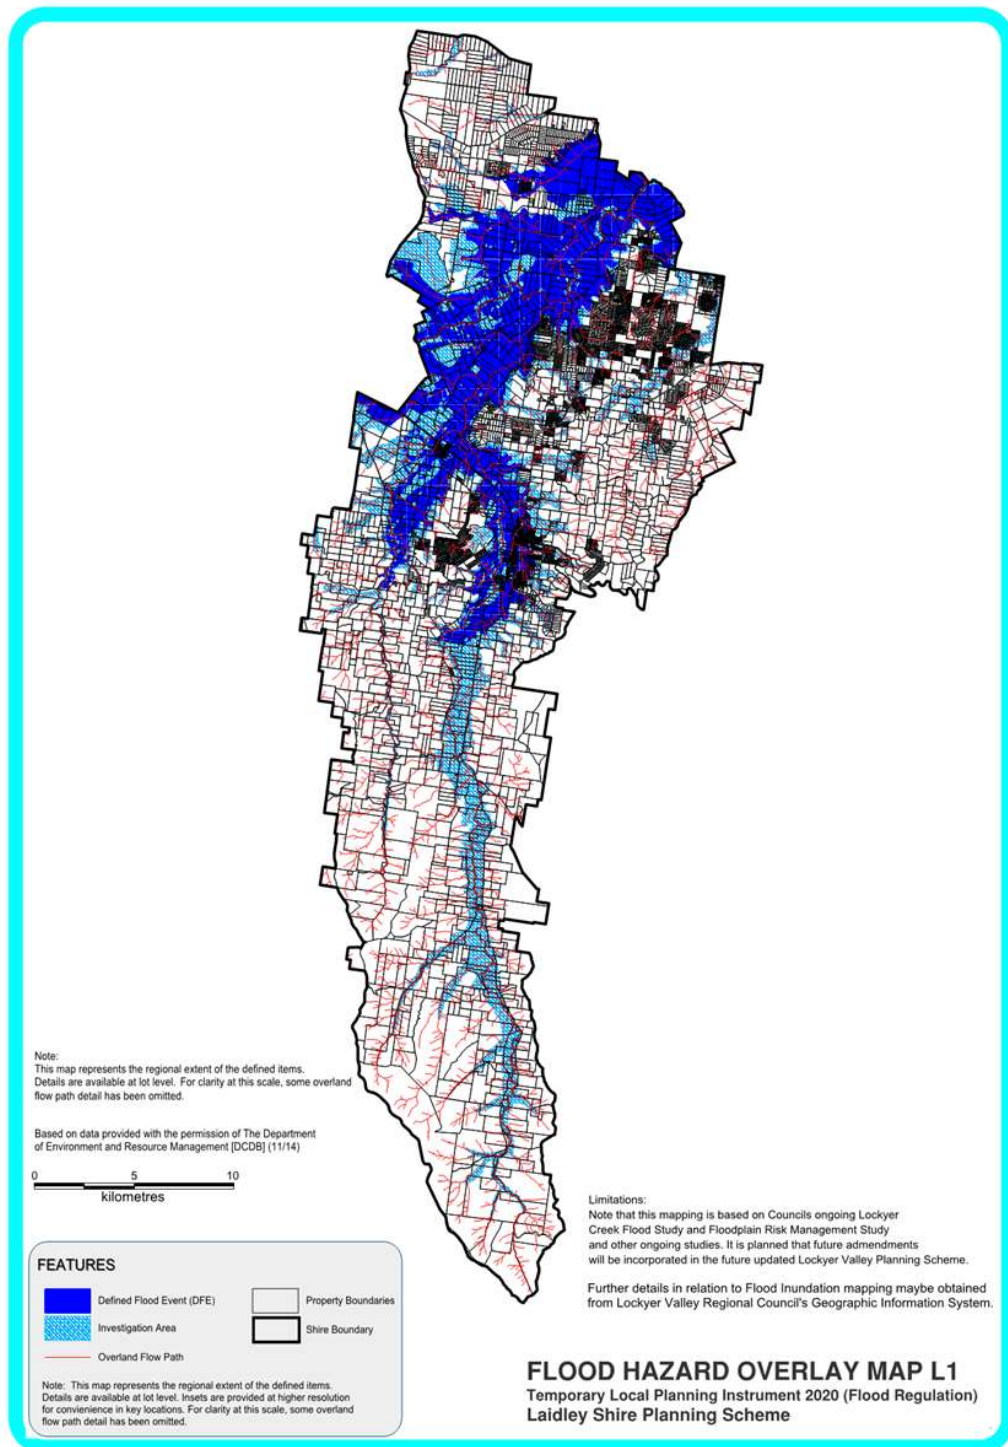 Note:
This map represents the regional extent of the defined items.
Details are available at lot level. For clarity at this scale, some overland
flow path detail has been omitted.
Based on data provided with the permission of The Department
of Environment and Resource Management [DCDB] (11/14)
0 5 10
kilometres
Limitations:
Note that this mapping is based on Councils ongoing Lockyer
Creek Flood Study and Floodplain Risk Management Study
and other ongoing studies. It is planned that future admendments
will be incorporated in the future updated Lockyer Valley Planning Scheme.
Further details in relation to Flood Inundation mapping maybe obtained
from Lockyer Valley Regional Council's Geographic Information System.
FEATURES
Defined Flood Event (DFE)
Property Boundaries
Investigation Area
Shire Boundary
Overland Flow Path
Note: This map represents the regional extent of the defined items.
Details are available at lot level. Insets are provided at higher resolution
for convienience in key locations. For clarity at this scale, some overland
flow path detail has been omitted.
FLOOD HAZARD OVERLAY MAP L1
Temporary Local Planning Instrument 2020 (Flood Regulation)
Laidley Shire Planning Scheme